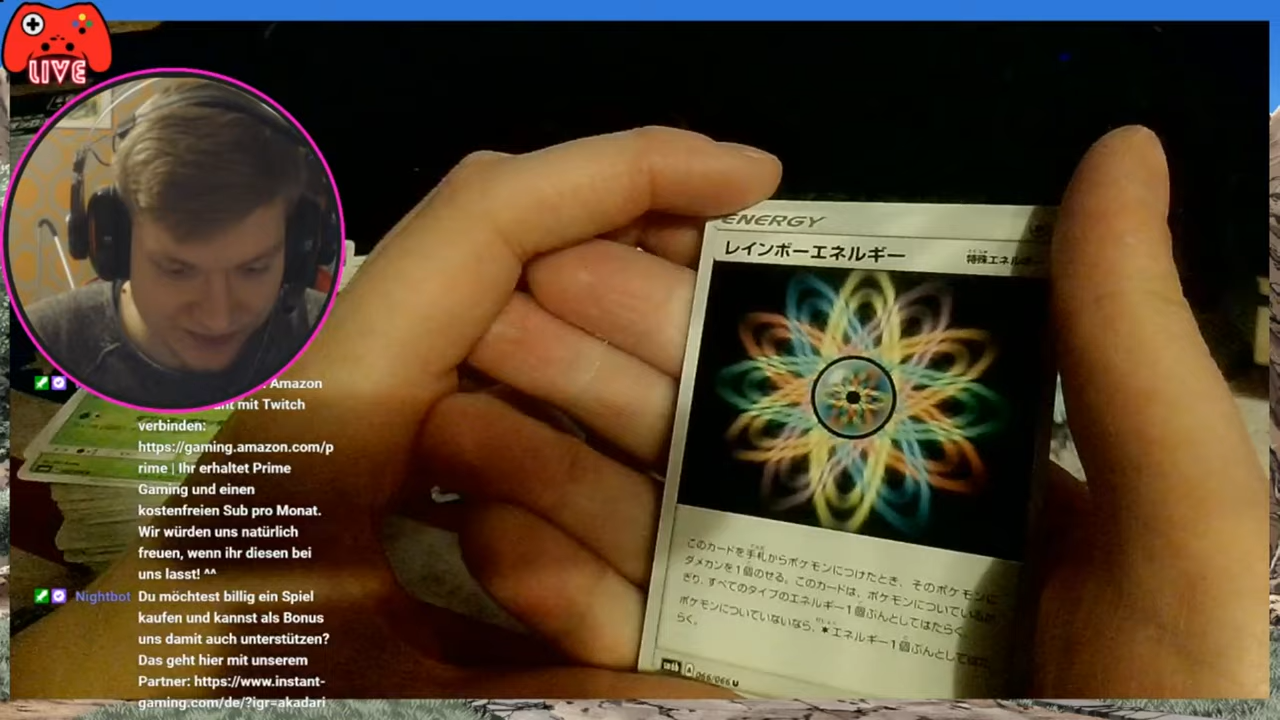 LIVE
Amazon
mit Twitch
verbinden:
https://gaming.amazon.com/p
rime | Ihr erhaltet Prime
Gaming und einen
kostenfreien Sub pro Monat.
Wir würden uns natürlich
freuen, wenn ihr diesen bei
uns lasst! ^^
Nightbot Du möchtest billig ein Spiel
kaufen und kannst als Bonus
uns damit auch unterstützen?
Das geht hier mit unserem
Partner: https://www.instant-
gaming.com/de/?igr=akadari
ENERGY
レインボーエネルギー
特殊エネルギー
このカードを手札からポケモンにつけたとき、そのポケモンに
ダメカンを1個のせる。このカードは、ポケモンについているか
ぎり、すべてのタイプのエネルギー1個ぶんとしてはたらく。
ポケモンについていないなら、エネルギー1個ぶんとしてはた
らく。
066/066 U